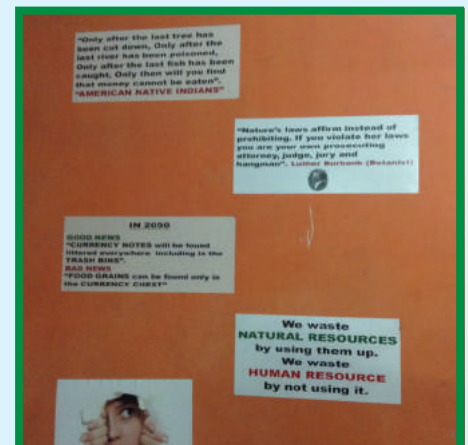 "Only after the last tree has
been cut down, Only after the
last river has been poisoned,
Only after the last fish has been
caught, Only then will you find
that money cannot be eaten".
"AMERICAN NATIVE INDIANS"
"Nature's laws affirm instead of
prohibiting. If you violate her laws
you are your own prosecuting
attorney, judge, jury and
hangman". Luther Burbank (Botanist)
IN 2050
GOOD NEWS
"CURRENCY NOTES will be found
littered everywhere including in the
TRASH BINS".
BAD NEWS
"FOOD GRAINS can be found only in
the CURRENCY CHEST"
We waste
NATURAL RESOURCES
by using them up.
We waste
HUMAN RESOURCE
by not using it.